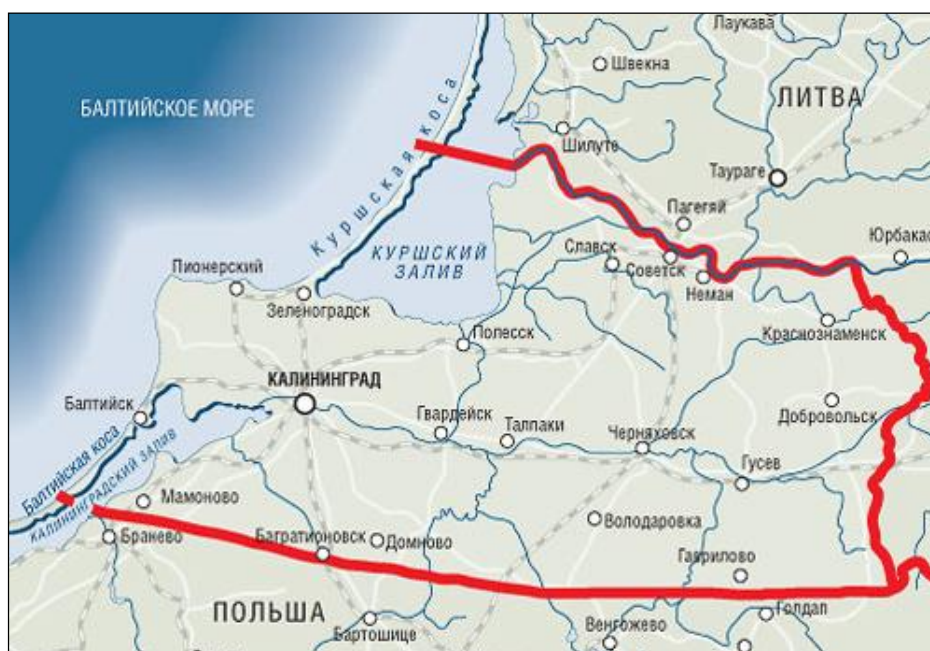 Лаукава
Швекна
ЛИТВА
БАЛТИЙСКОЕ МОРЕ
Куршская коса
Шилуте
Таураге
Пагегяй
КУРШСКИЙ
ЗАЛИВ
Славск
Советск
Юрбакас
Неман
Пионерский
Зеленоградск
Краснознаменск
Полесск
КАЛИНИНГРАД
Балтийск
Гвардейск
Талпаки
Добровольск
Черняховск
Гусев
Балтийская коса
КАЛИНИНГРАДСКИЙ ЗАЛИВ
Мамоново
Володаровка
Бранево
Багратионовск
Домново
Гаврилово
ПОЛЬША
Голдап
Бартошице
Венгожево